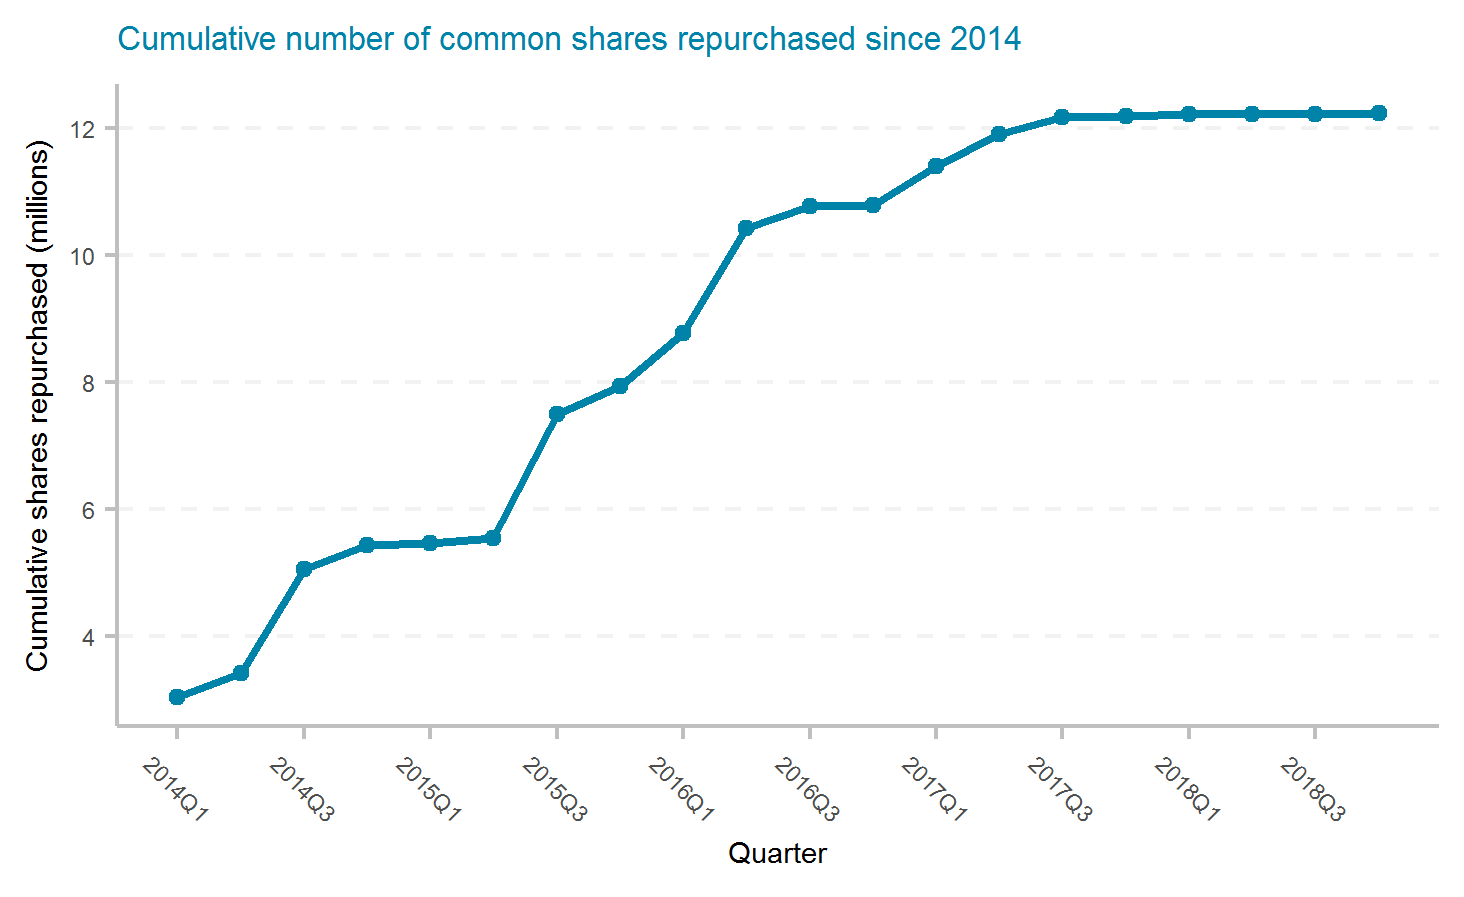 Cumulative number of common shares repurchased since 2014
Cumulative shares repurchased (millions)
12
10
8
6
4
2014Q1
2014Q3
2015Q1
2015Q3
2016Q1
2016Q3
2017Q1
2017Q3
2018Q1
2018Q3
Quarter